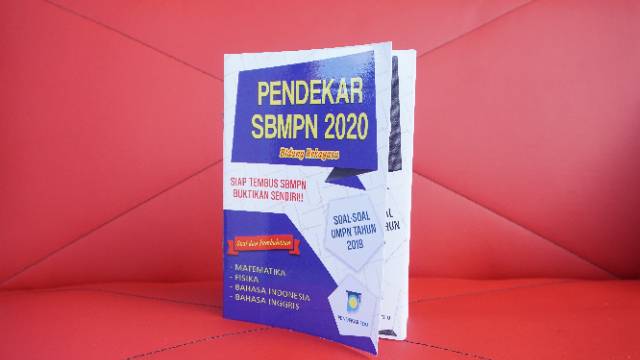 PENDEKAR
SBMPN 2020
Bidang Rekayasa
SIAP TEMBUS SBMPN
BUKTIKAN SENDIRI!!
SOAL-SOAL
UMPN TAHUN
2019
Soal dan Pembahasan
- MATEMATIKA
- FISIKA
- BAHASA INDONESIA
- BAHASA INGGRIS